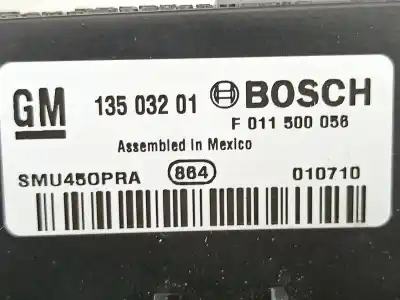 GM 135 032 01 BOSCH
F 011 500 056
Assembled in Mexico
SMU450PRA 864 010710